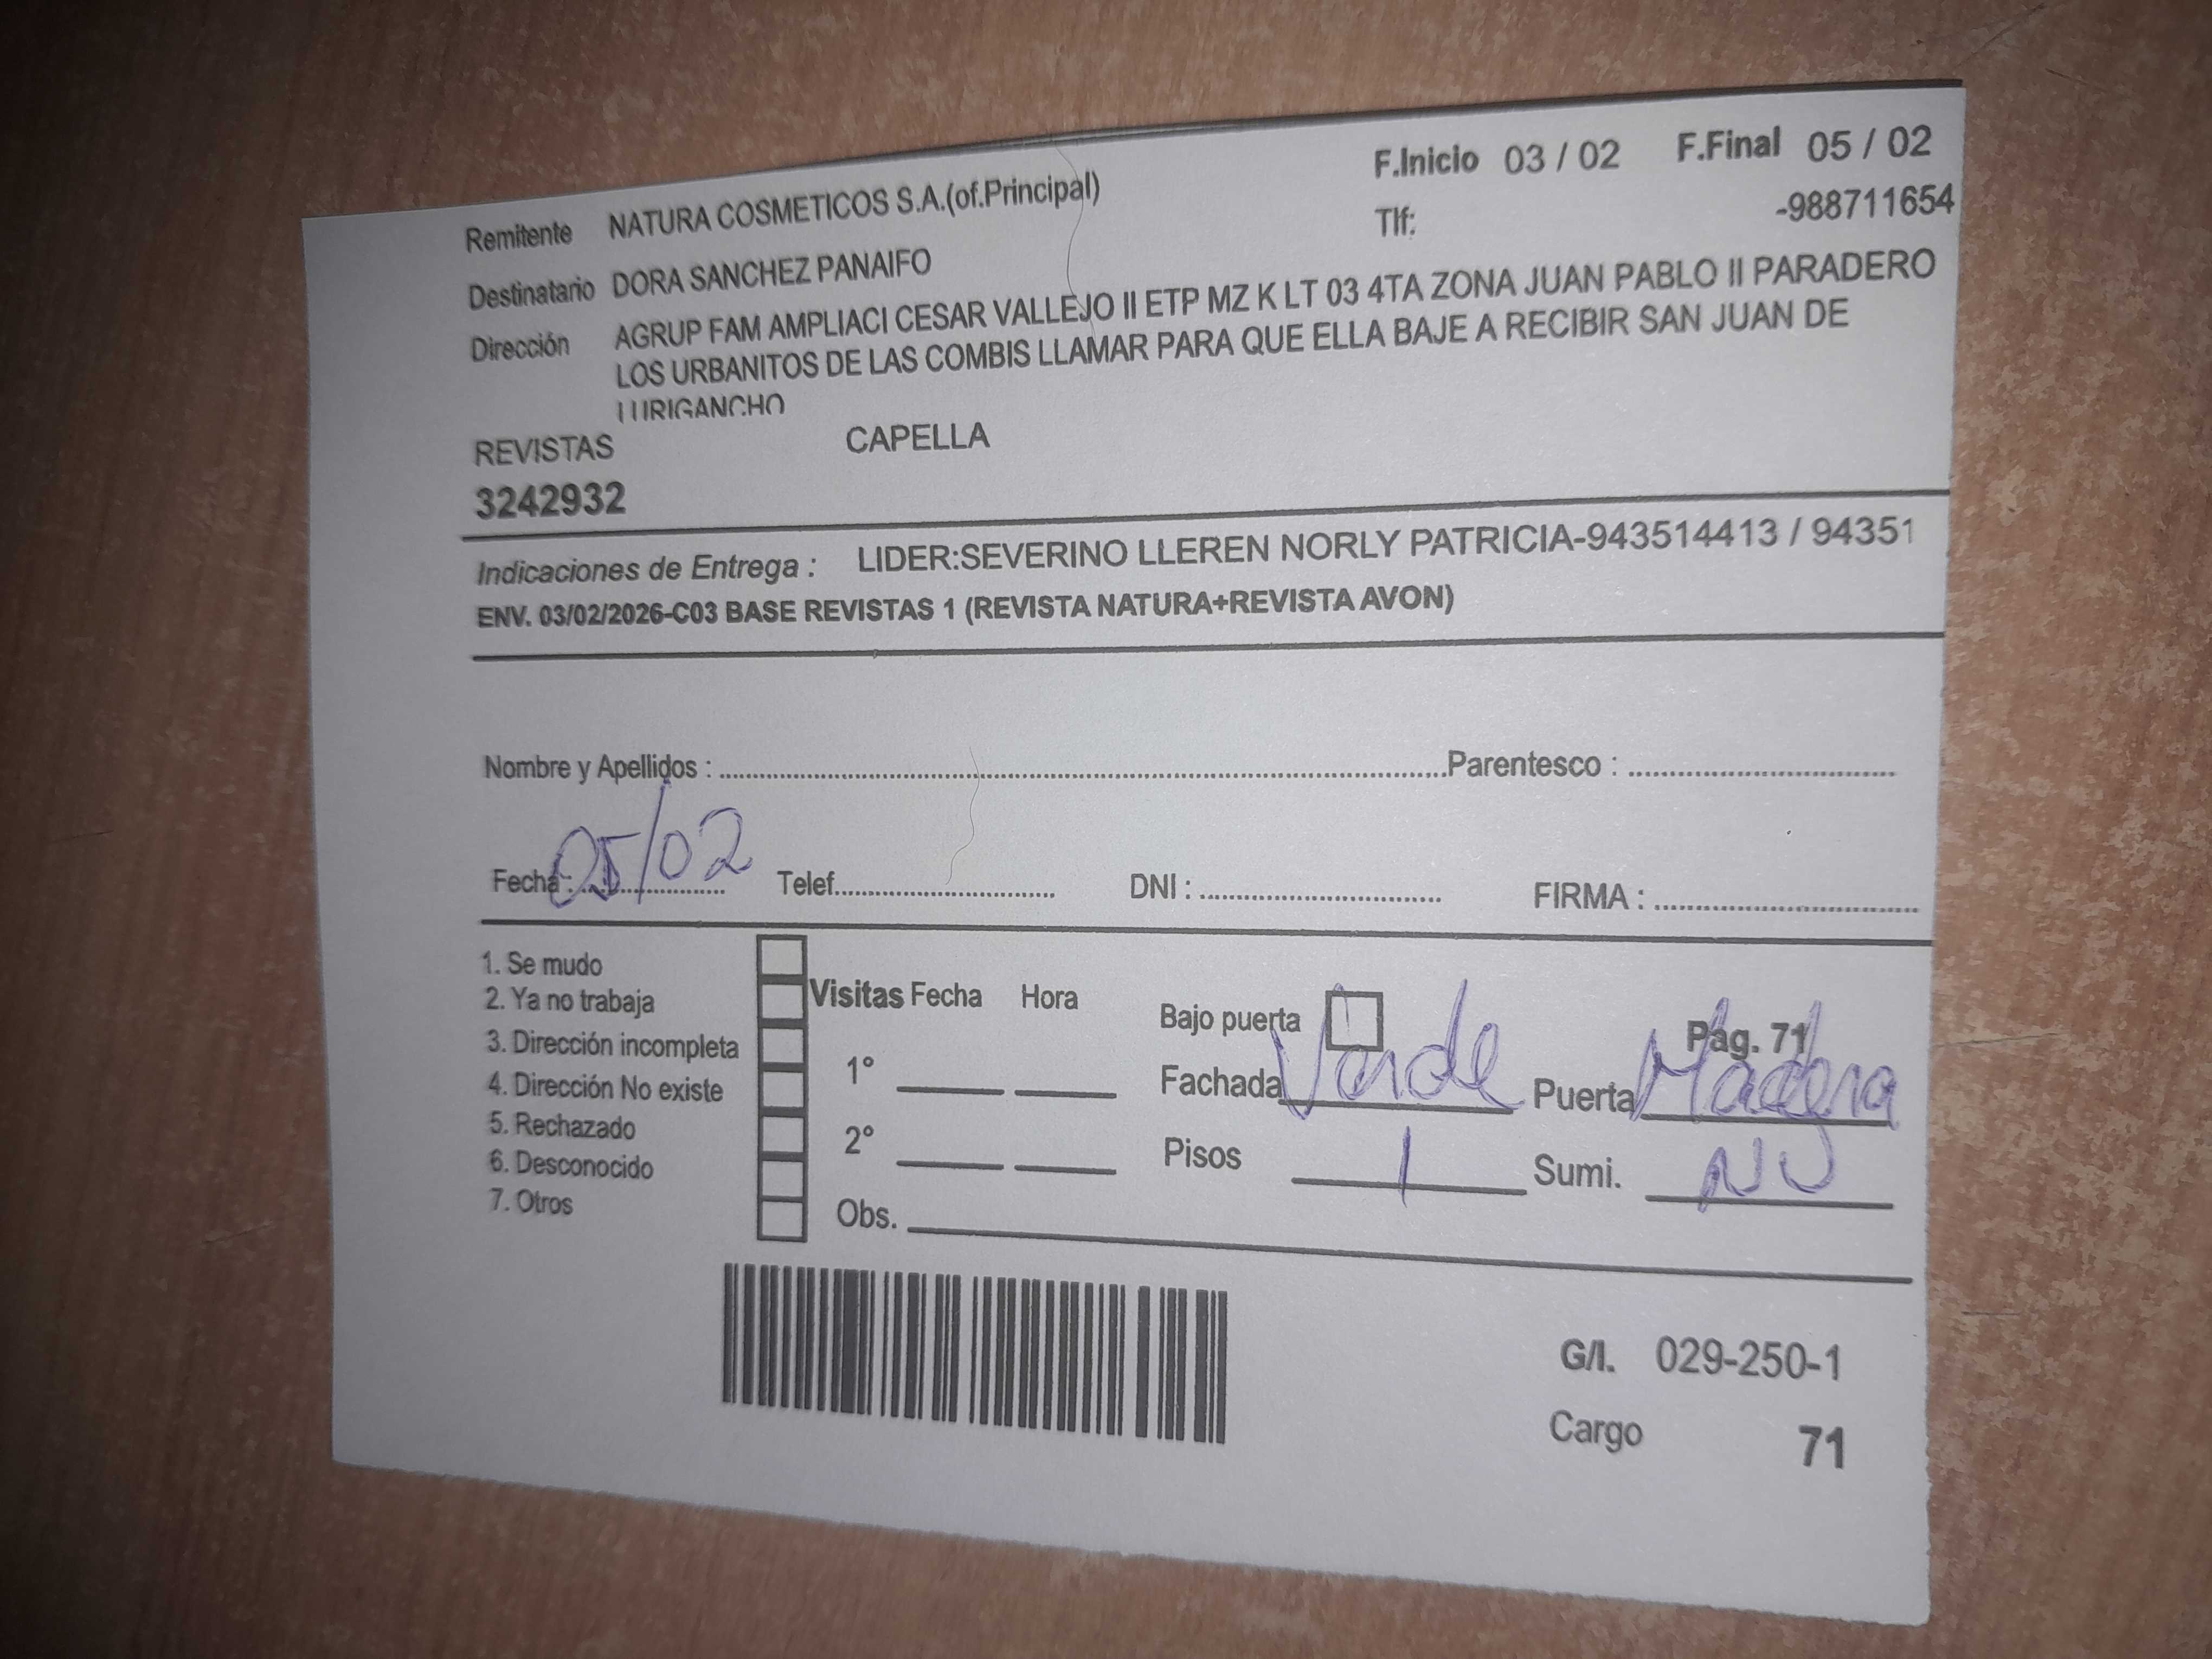 F.Inicio 03 / 02 F.Final 05 / 02
Remitente NATURA COSMETICOS S.A.(of.Principal) Tlf: -988711654
Destinatario DORA SANCHEZ PANAIFO
Dirección AGRUP FAM AMPLIACI CESAR VALLEJO II ETP MZ K LT 03 4TA ZONA JUAN PABLO II PARADERO
LOS URBANITOS DE LAS COMBIS LLAMAR PARA QUE ELLA BAJE A RECIBIR SAN JUAN DE
LURIGANCHO
REVISTAS CAPELLA
3242932
Indicaciones de Entrega : LIDER:SEVERINO LLEREN NORLY PATRICIA-943514413 / 94351
ENV. 03/02/2026-C03 BASE REVISTAS 1 (REVISTA NATURA+REVISTA AVON)
Nombre y Apellidos : Parentesco :
Fecha : 05/02 Telef. DNI : FIRMA :
1. Se mudo
2. Ya no trabaja
3. Dirección incompleta
4. Dirección No existe
5. Rechazado
6. Desconocido
7. Otros
Visitas Fecha Hora
1°
2°
Obs.
Bajo puerta Pág. 71
Fachada Verde Puerta Madera
Pisos 1 Sumi. NO
G/I. 029-250-1
Cargo 71